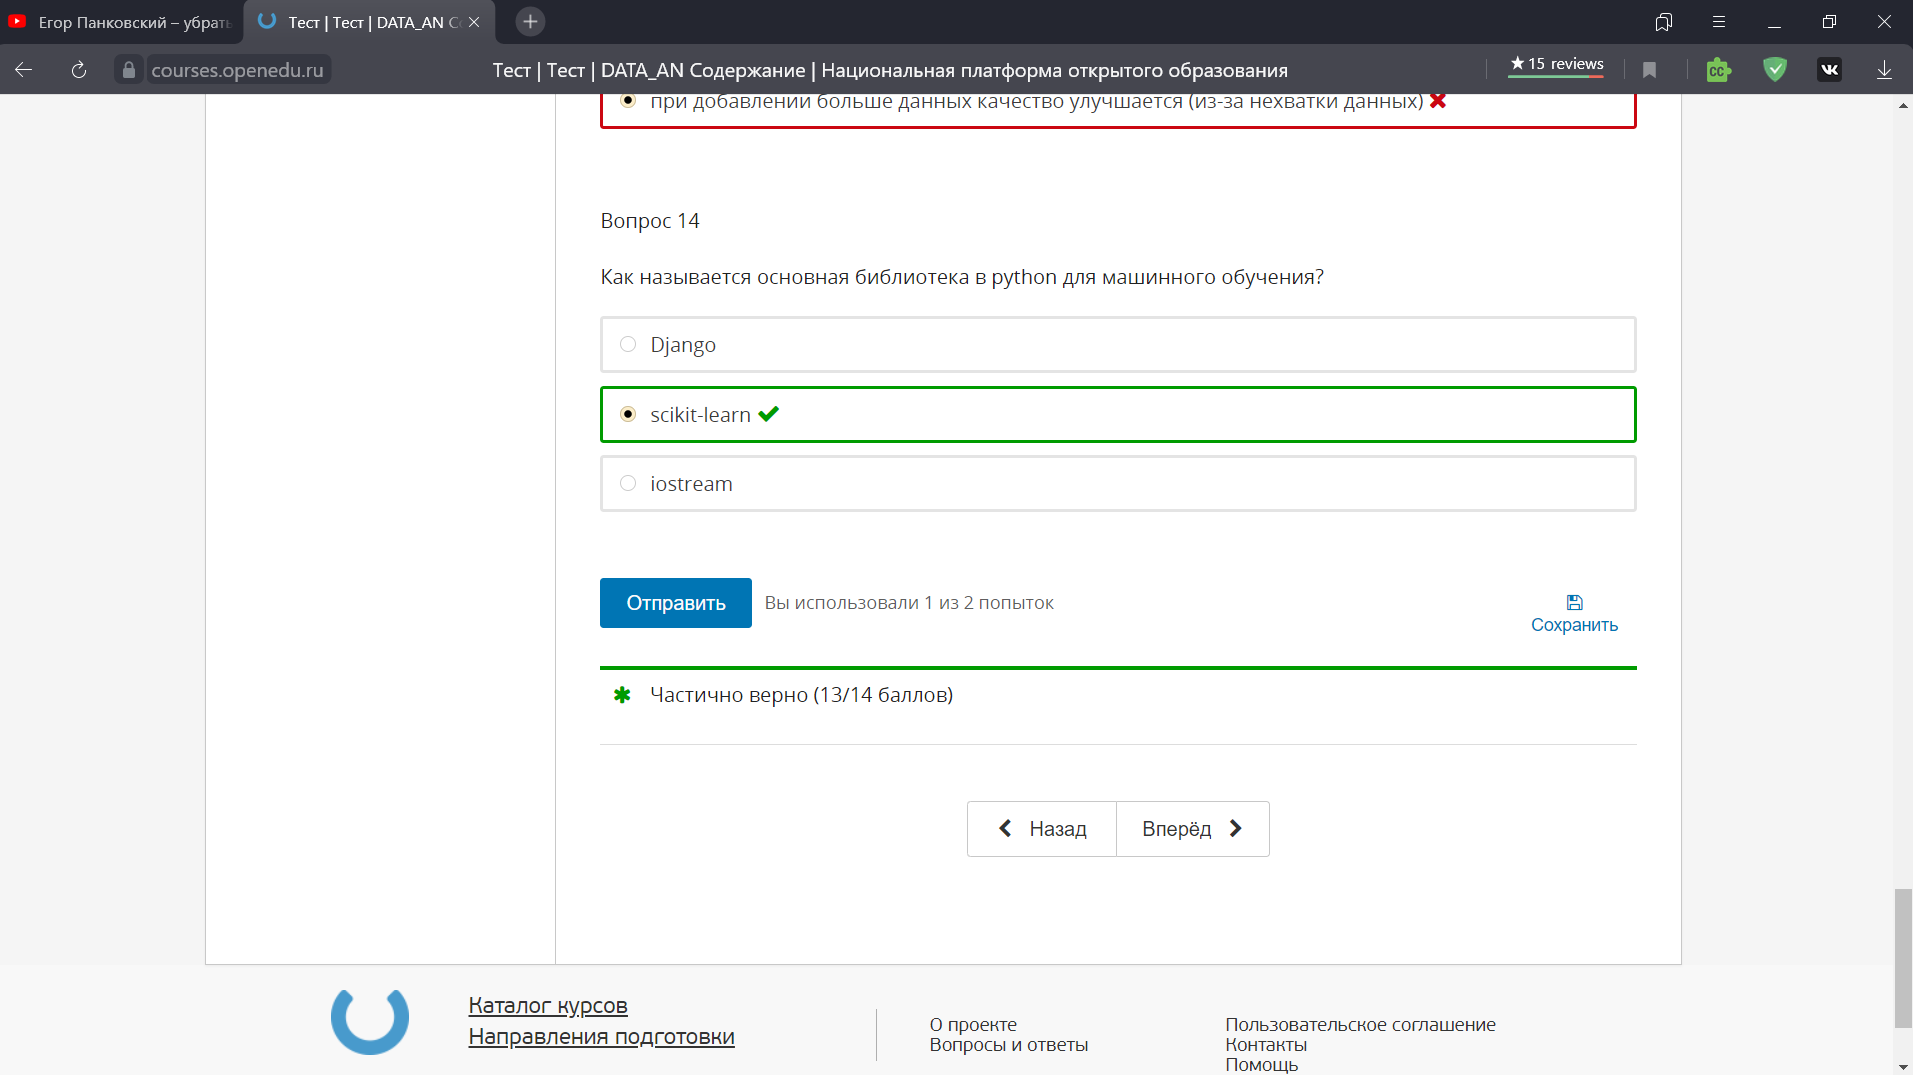 Егор Панковский – убрать
Тест | Тест | DATA_AN Со
courses.openedu.ru
Тест | Тест | DATA_AN Содержание | Национальная платформа открытого образования
★ 15 reviews
при добавлении больше данных качество улучшается (из-за нехватки данных)
Вопрос 14
Как называется основная библиотека в python для машинного обучения?
Django
scikit-learn
iostream
Отправить
Вы использовали 1 из 2 попыток
Сохранить
Частично верно (13/14 баллов)
Назад
Вперёд
Каталог курсов
Направления подготовки
О проекте
Вопросы и ответы
Пользовательское соглашение
Контакты
Помощь